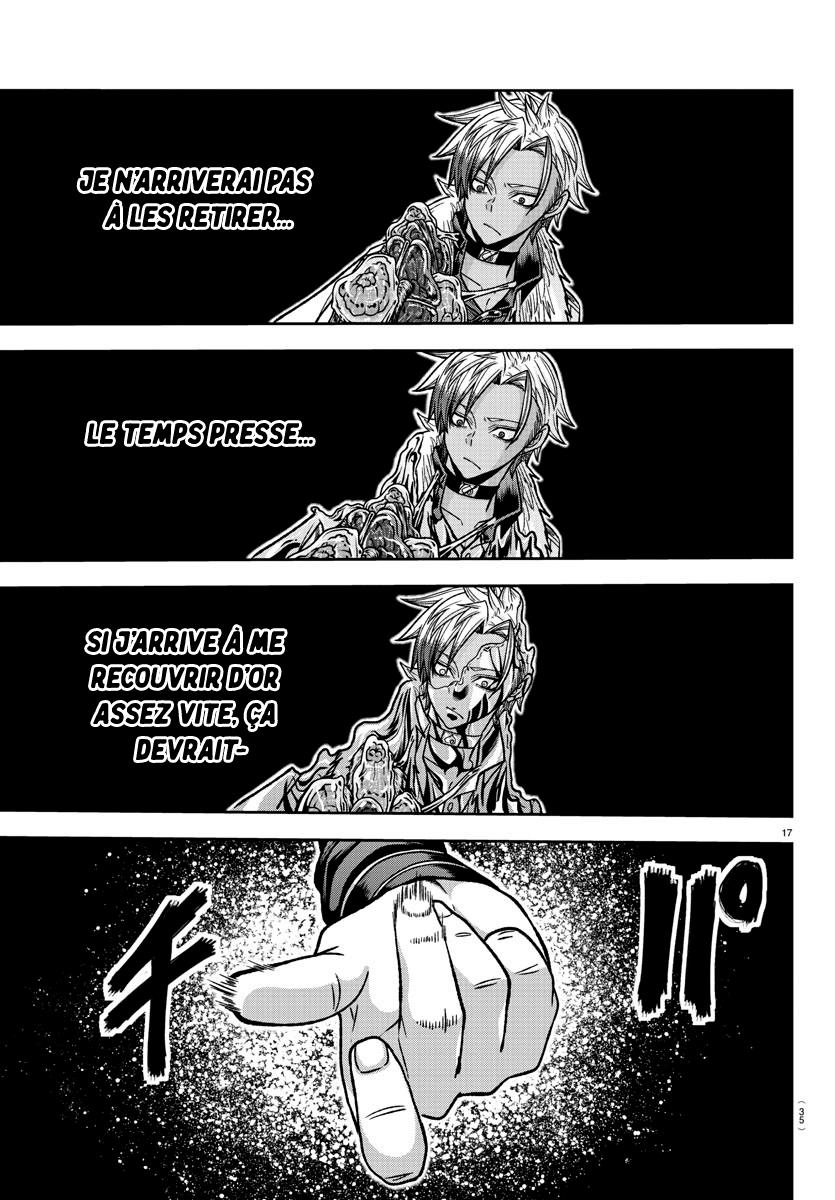 JE N'ARRIVERAI PAS
À LES RETIRER...
LE TEMPS PRESSE...
SI J'ARRIVE À ME
RECOUVRIR D'OR
ASSEZ VITE, ÇA
DEVRAIT-
17
パチ
(35)